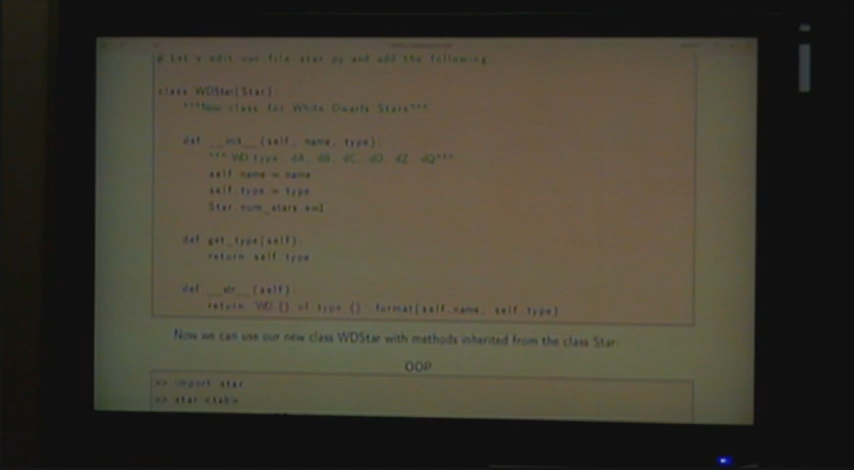 # Let's edit our file star.py and add the following
class WDStar(Star):
"""New class for White Dwarfs Stars"""
def __init__(self, name, type):
""" WD type: dA, dB, dC, dO, dZ, dQ"""
self.name = name
self.type = type
Star.num_stars+=1
def get_type(self):
return self.type
def __str__(self):
return "WD {} of type {}".format(self.name, self.type)
Now we can use our new class WDStar with methods inherited from the class Star:
OOP
>> import star
>> star.<tab>